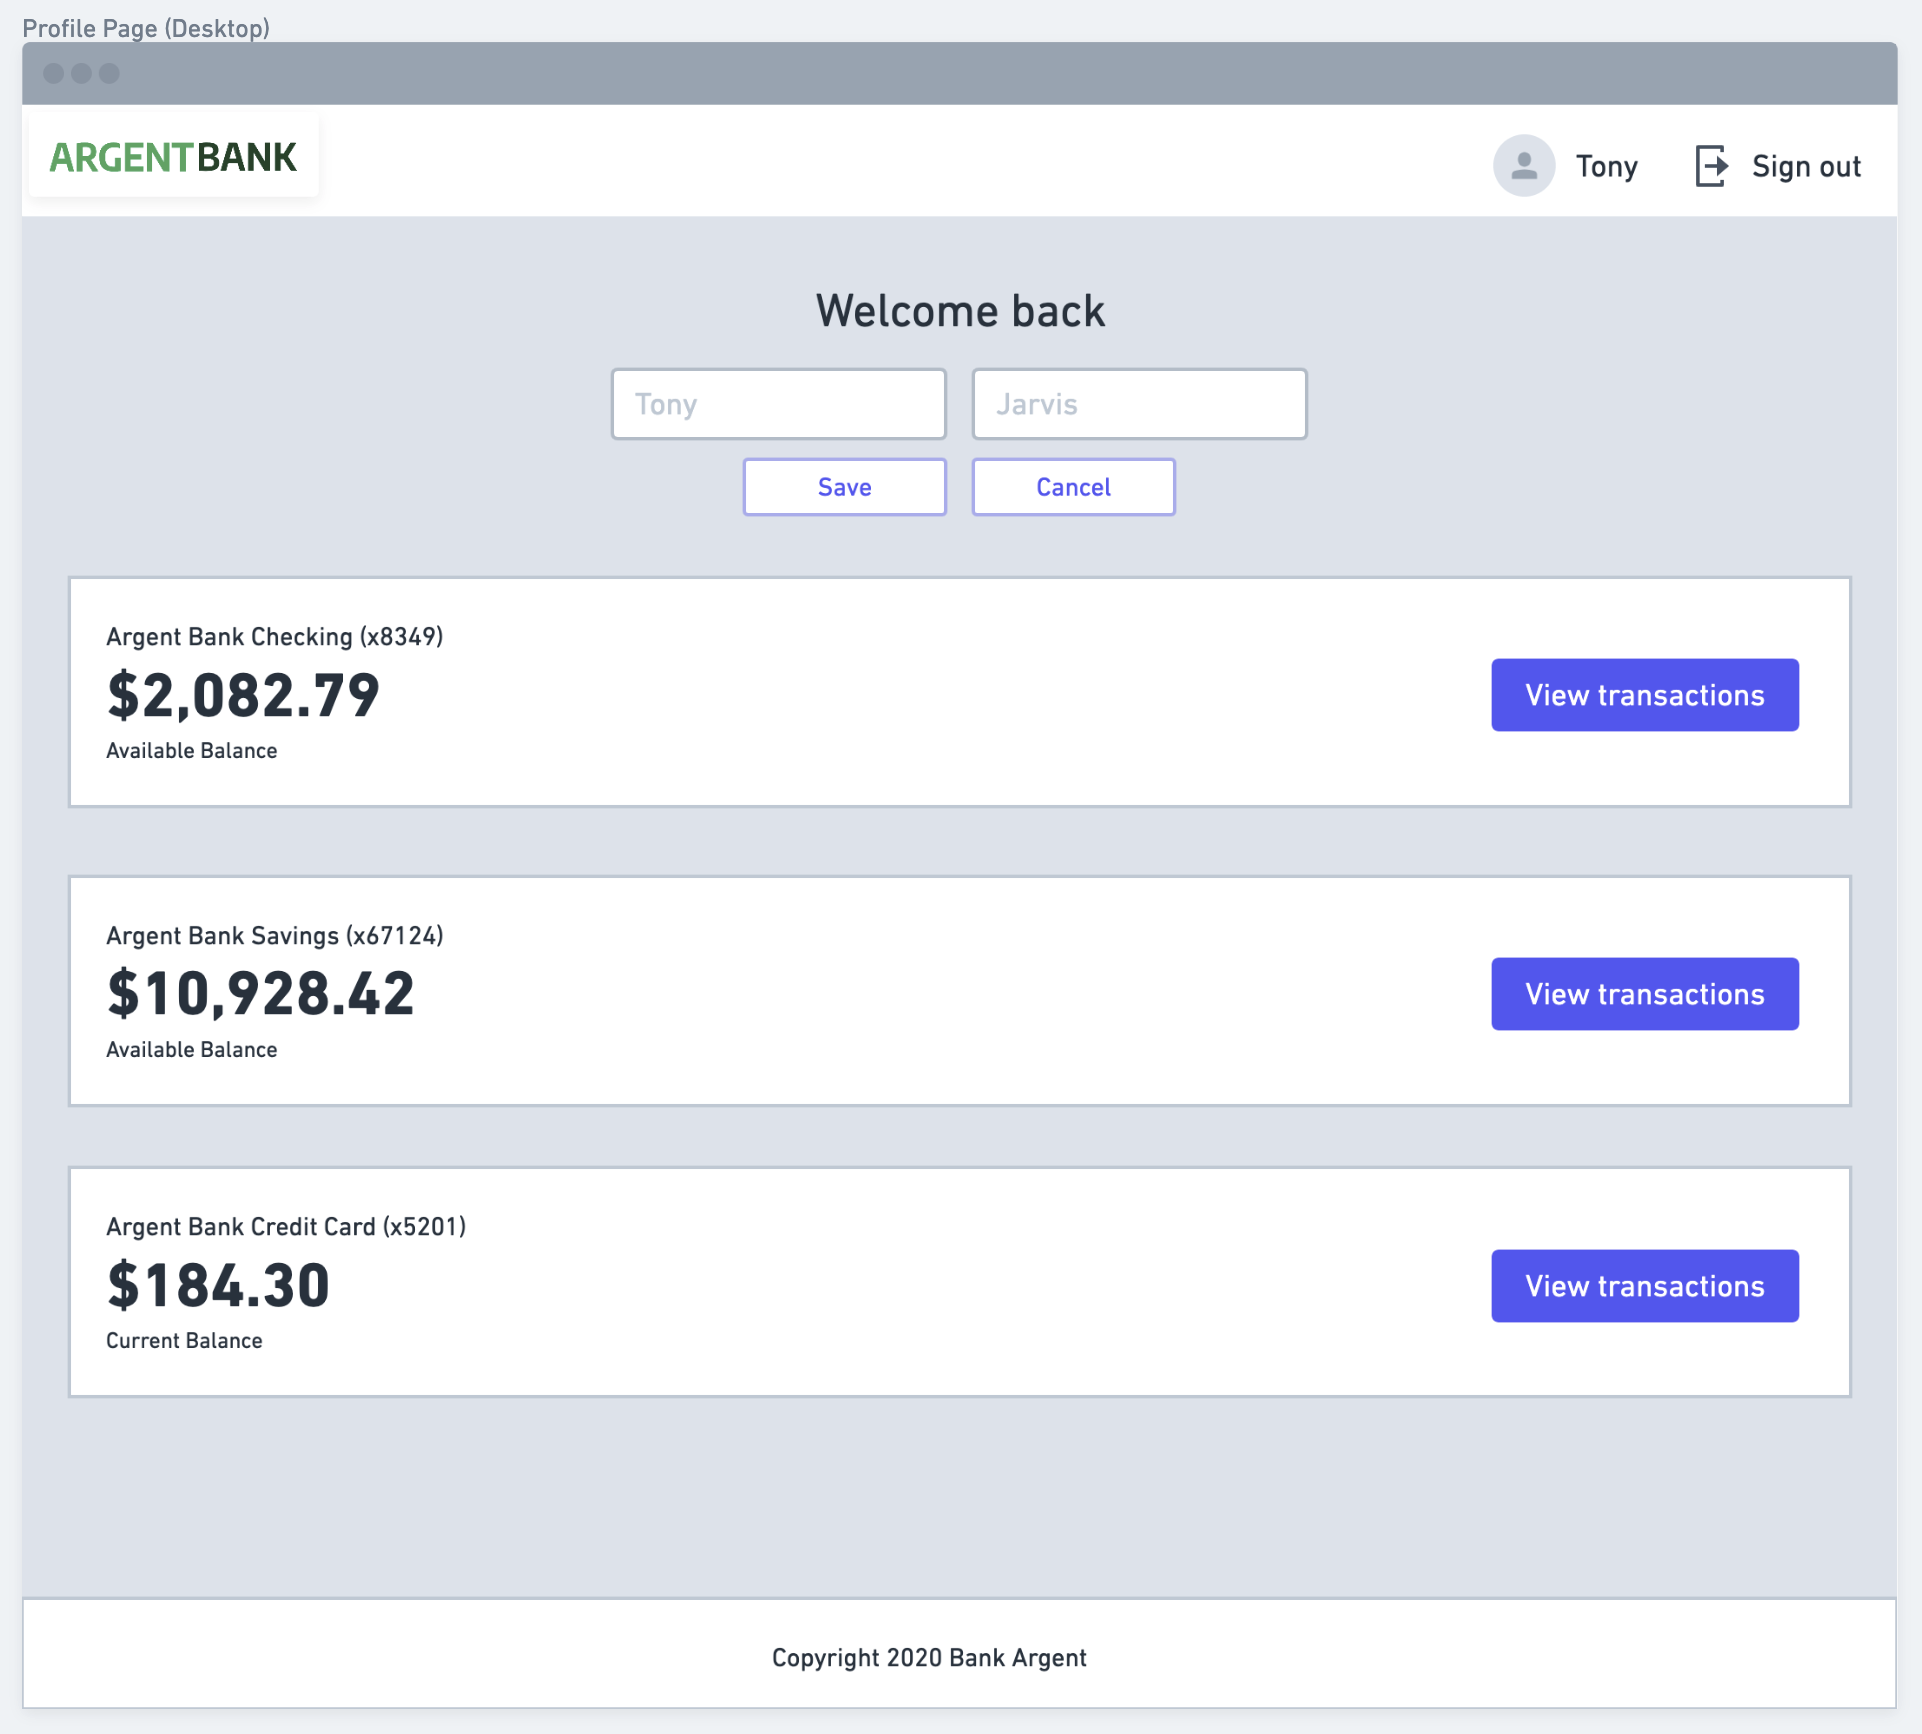 Profile Page (Desktop)
ARGENTBANK
Tony
Sign out
Welcome back
Tony
Jarvis
Save
Cancel
Argent Bank Checking (x8349)
$2,082.79
Available Balance
View transactions
Argent Bank Savings (x67124)
$10,928.42
Available Balance
View transactions
Argent Bank Credit Card (x5201)
$184.30
Current Balance
View transactions
Copyright 2020 Bank Argent